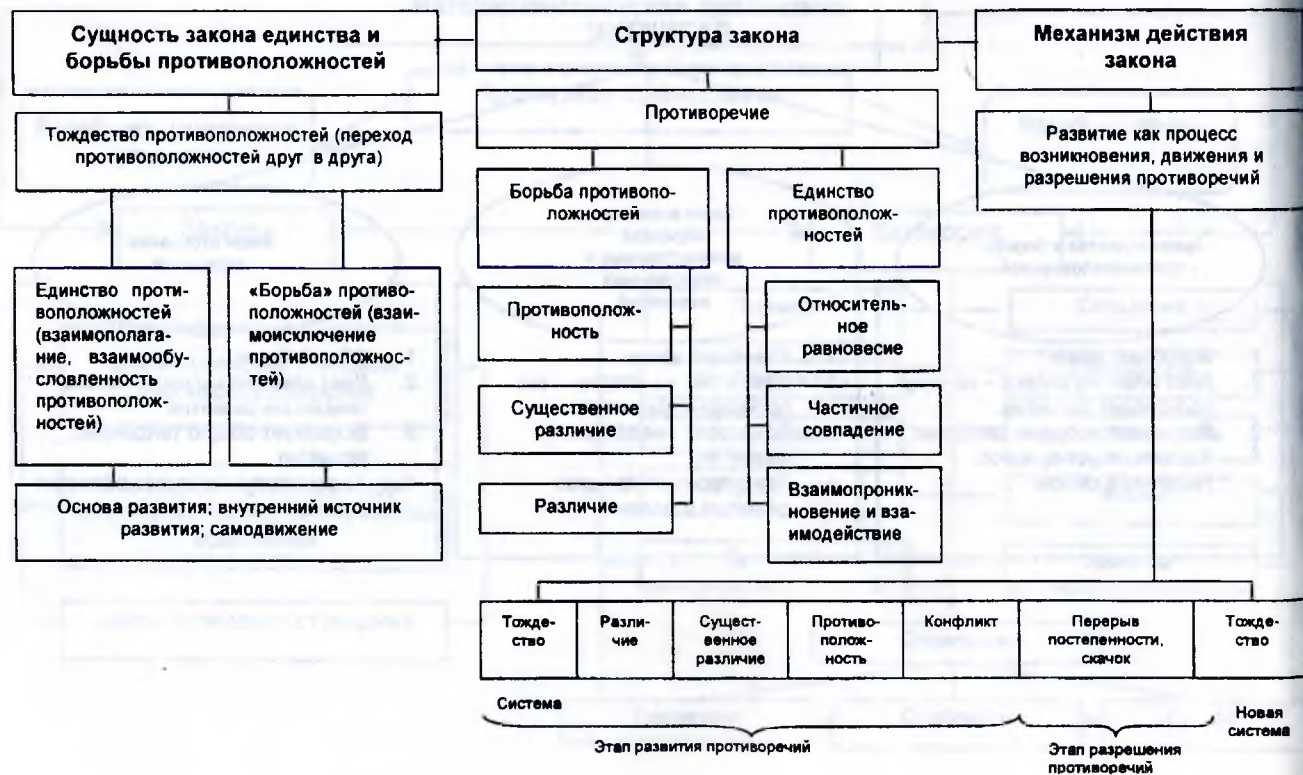 Сущность закона единства и
борьбы противоположностей
Тождество противоположностей (переход
противоположностей друг в друга)
Единство проти-
воположностей
(взаимополага-
ние, взаимообу-
словленность
противополож-
ностей)
«Борьба» противо-
положностей (взаи-
моисключение
противоположнос-
тей)
Основа развития; внутренний источник
развития; самодвижение
Структура закона
Противоречие
Борьба противопо-
ложностей
Противополож-
ность
Существенное
различие
Различие
Единство
противополож-
ностей
Относитель-
ное
равновесие
Частичное
совпадение
Взаимопроник-
новение и вза-
имодействие
Механизм действия
закона
Развитие как процесс
возникновения, движения и
разрешения противоречий
Тожде-
ство
Разли-
чие
Сущест-
венное
различие
Противо-
полож-
ность
Конфликт
Перерыв
постепенности,
скачок
Тожде-
ство
Система
Этап развития противоречий
Этап разрешения
противоречий
Новая
система